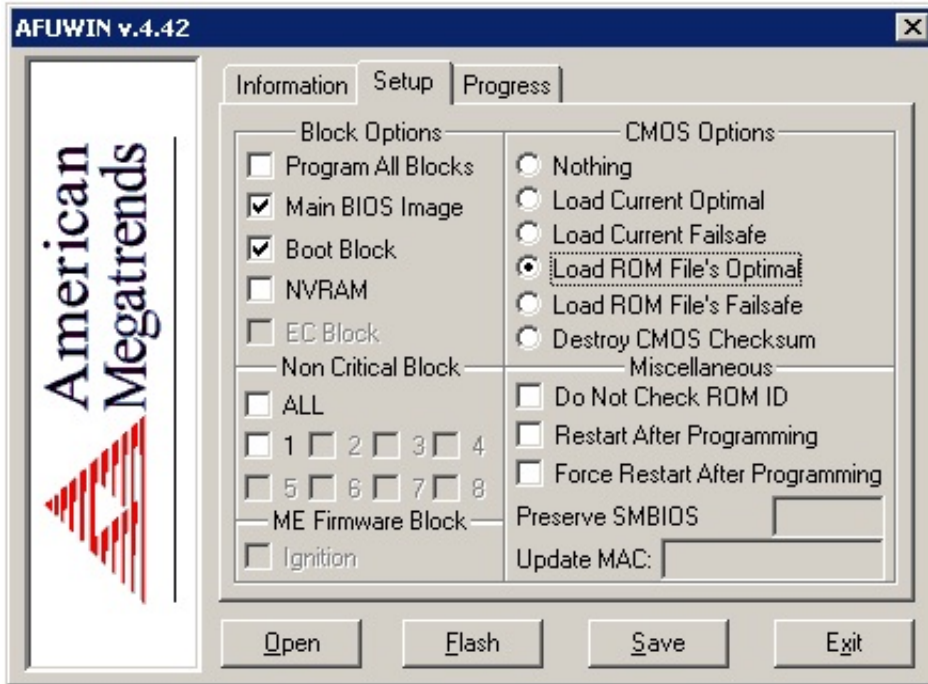 AFUWIN v.4.42
American
Megatrends
Information
Setup
Progress
Block Options
Program All Blocks
Main BIOS Image
Boot Block
NVRAM
EC Block
Non Critical Block
ALL
1 2 3 4
5 6 7 8
ME Firmware Block
Ignition
CMOS Options
Nothing
Load Current Optimal
Load Current Failsafe
Load ROM File's Optimal
Load ROM File's Failsafe
Destroy CMOS Checksum
Miscellaneous
Do Not Check ROM ID
Restart After Programming
Force Restart After Programming
Preserve SMBIOS
Update MAC:
Open
Flash
Save
Exit